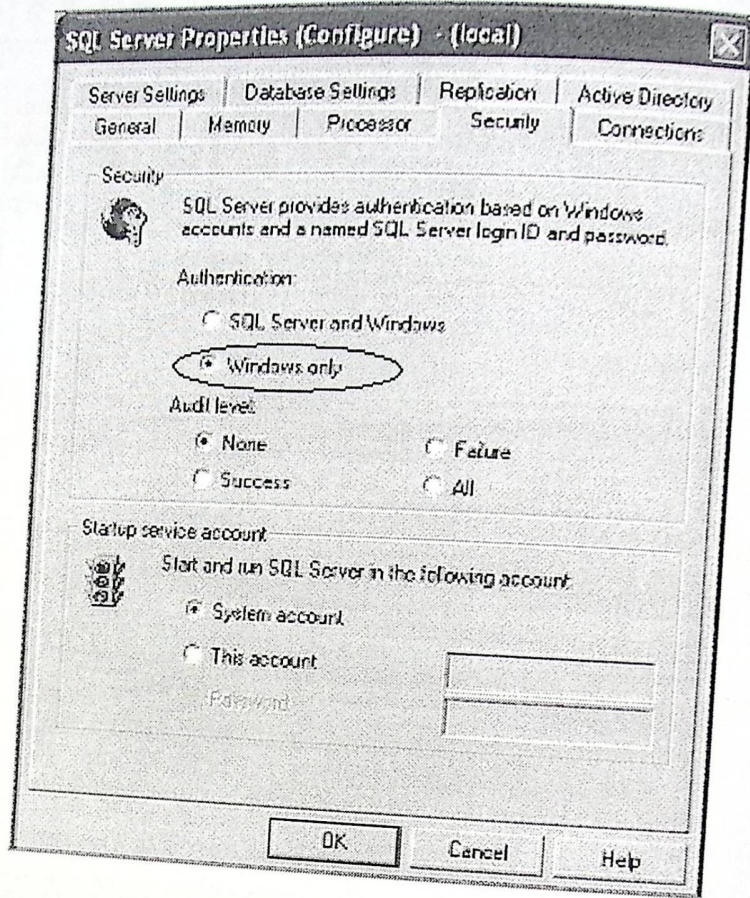 SQL Server Properties (Configure) - (local)
Server Settings Database Settings Replication Active Directory
General Memory Processor Security Connections
Security
SQL Server provides authentication based on Windows
accounts and a named SQL Server login ID and password.
Authentication:
SQL Server and Windows
Windows only
Audit level:
None Failure
Success All
Startup service account
Start and run SQL Server in the following account
System account
This account
Password
OK Cancel Help